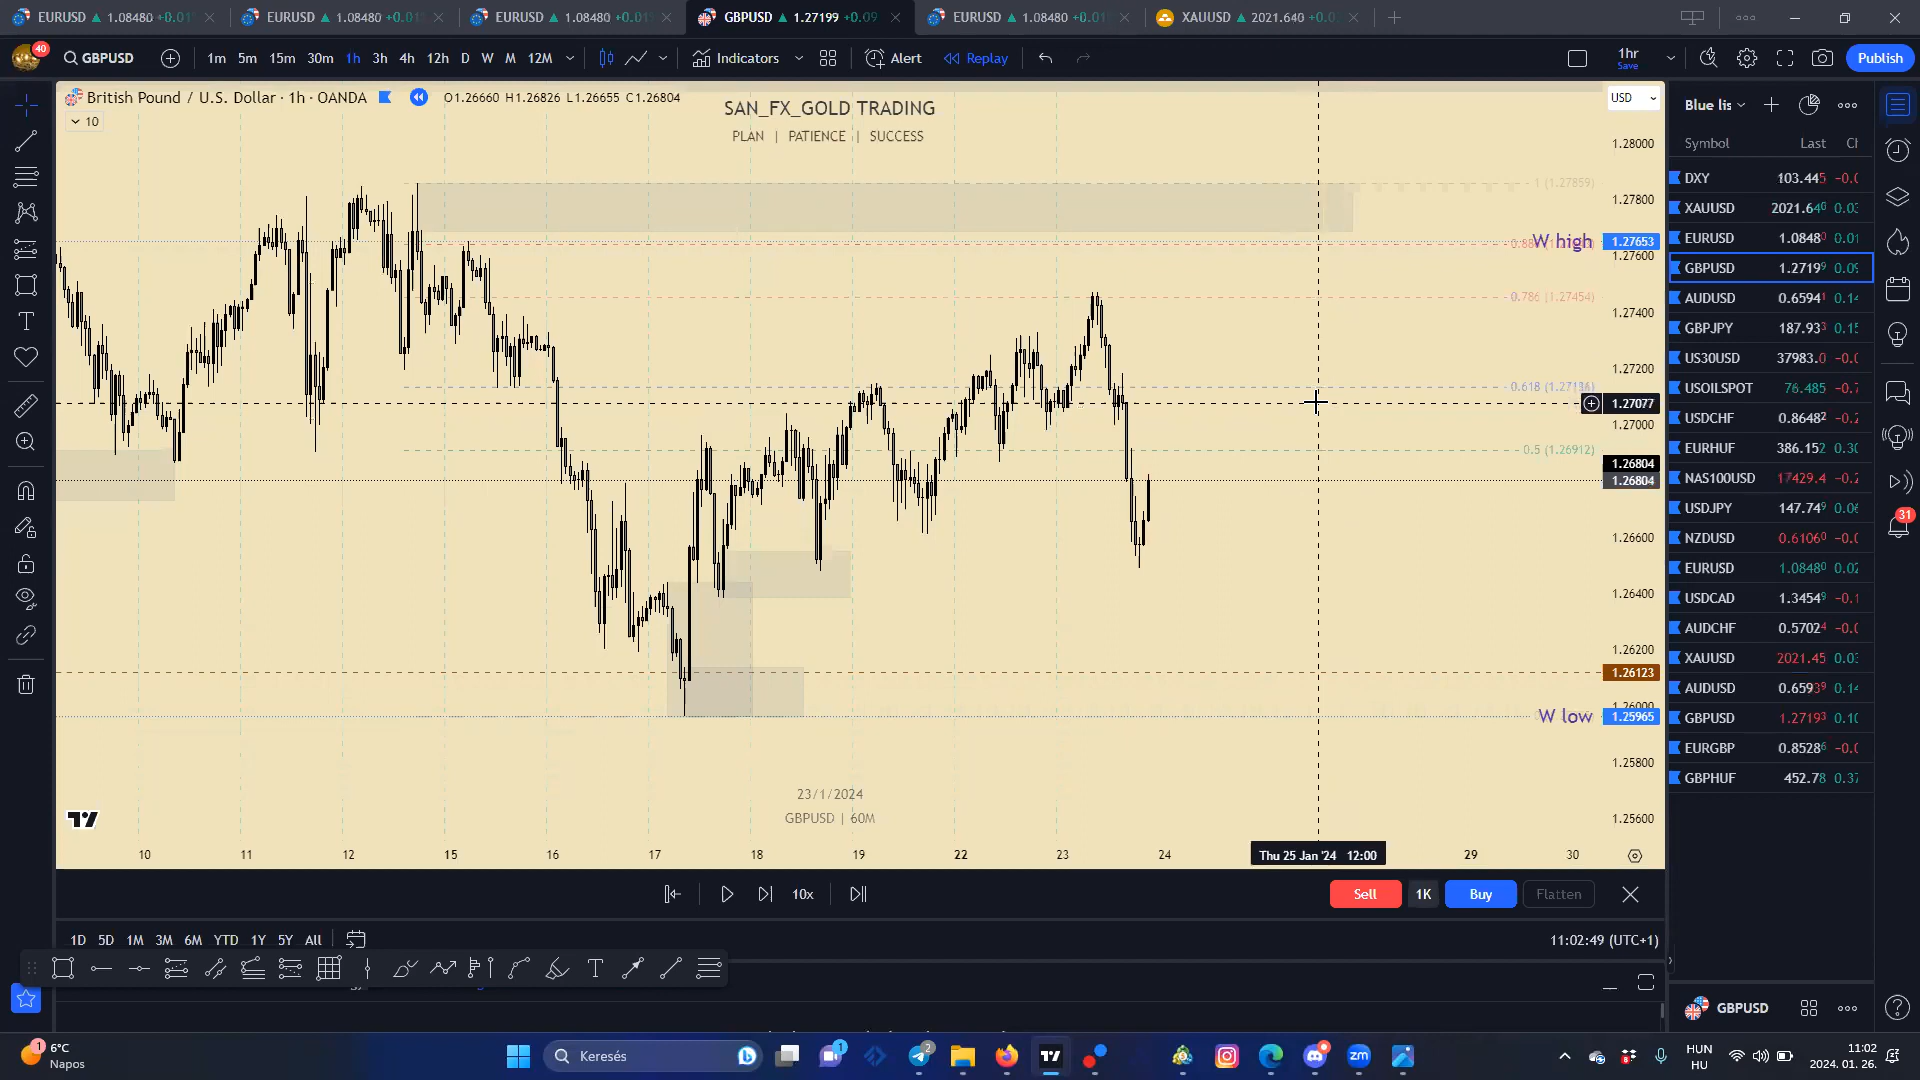 EURUSD ▲ 1.08480 EURUSD ▲ 1.08480 EURUSD ▲ 1.08480 GBPUSD ▲ 1.27199 +0.09 EURUSD ▲ 1.08480 XAUUSD ▲ 2021.640
40 GBPUSD 1m 5m 15m 30m 1h 3h 4h 12h D W M 12M Indicators Alert Replay 1hr Save Publish
British Pound / U.S. Dollar · 1h · OANDA O1.26660 H1.26826 L1.26655 C1.26804
10
SAN_FX_GOLD TRADING
PLAN | PATIENCE | SUCCESS
USD
1.28000
1 (1.27859)
1.27800
W high 1.27653
1.27600
0.786 (1.27454)
1.27400
1.27200
0.618
1.27077
1.27000
0.5 (1.26912)
1.26804
1.26804
1.26600
1.26400
1.26200
1.26123
W low 1.25965
1.25800
1.25600
23/1/2024
GBPUSD | 60M
10 11 12 15 16 17 18 19 22 23 24 Thu 25 Jan '24 12:00 29 30
10x Sell 1K Buy Flatten
1D 5D 1M 3M 6M YTD 1Y 5Y All 11:02:49 (UTC+1)
Blue lis
Symbol Last
DXY 103.445
XAUUSD 2021.640
EURUSD 1.08480
GBPUSD 1.27199
AUDUSD 0.65941
GBPJPY 187.933
US30USD 37983.0
USOILSPOT 76.485
USDCHF 0.86482
EURHUF 386.152
NAS100USD 17429.4
USDJPY 147.749
NZDUSD 0.61060
EURUSD 1.08480
USDCAD 1.34549
AUDCHF 0.57024
XAUUSD 2021.45
AUDUSD 0.65939
GBPUSD 1.27193
EURGBP 0.85286
GBPHUF 452.78
31
GBPUSD
1 6°C
Napos
Keresés
1
2
zm
HUN
HU
11:02
2024. 01. 26.